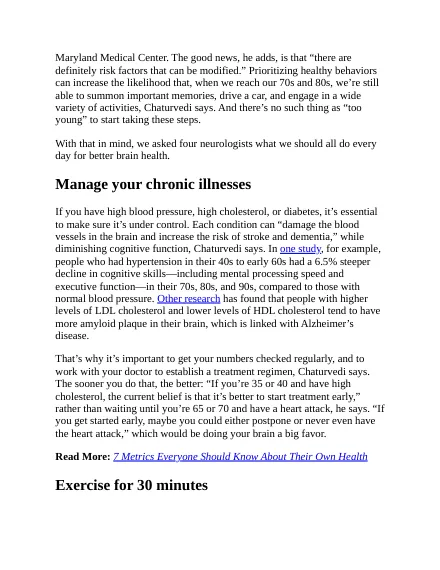 Maryland Medical Center. The good news, he adds, is that “there are
definitely risk factors that can be modified.” Prioritizing healthy behaviors
can increase the likelihood that, when we reach our 70s and 80s, we’re still
able to summon important memories, drive a car, and engage in a wide
variety of activities, Chaturvedi says. And there’s no such thing as “too
young” to start taking these steps.
With that in mind, we asked four neurologists what we should all do every
day for better brain health.
Manage your chronic illnesses
If you have high blood pressure, high cholesterol, or diabetes, it’s essential
to make sure it’s under control. Each condition can “damage the blood
vessels in the brain and increase the risk of stroke and dementia,” while
diminishing cognitive function, Chaturvedi says. In one study, for example,
people who had hypertension in their 40s to early 60s had a 6.5% steeper
decline in cognitive skills—including mental processing speed and
executive function—in their 70s, 80s, and 90s, compared to those with
normal blood pressure. Other research has found that people with higher
levels of LDL cholesterol and lower levels of HDL cholesterol tend to have
more amyloid plaque in their brain, which is linked with Alzheimer’s
disease.
That’s why it’s important to get your numbers checked regularly, and to
work with your doctor to establish a treatment regimen, Chaturvedi says.
The sooner you do that, the better: “If you’re 35 or 40 and have high
cholesterol, the current belief is that it’s better to start treatment early,”
rather than waiting until you’re 65 or 70 and have a heart attack, he says. “If
you get started early, maybe you could either postpone or never even have
the heart attack,” which would be doing your brain a big favor.
Read More: 7 Metrics Everyone Should Know About Their Own Health
Exercise for 30 minutes